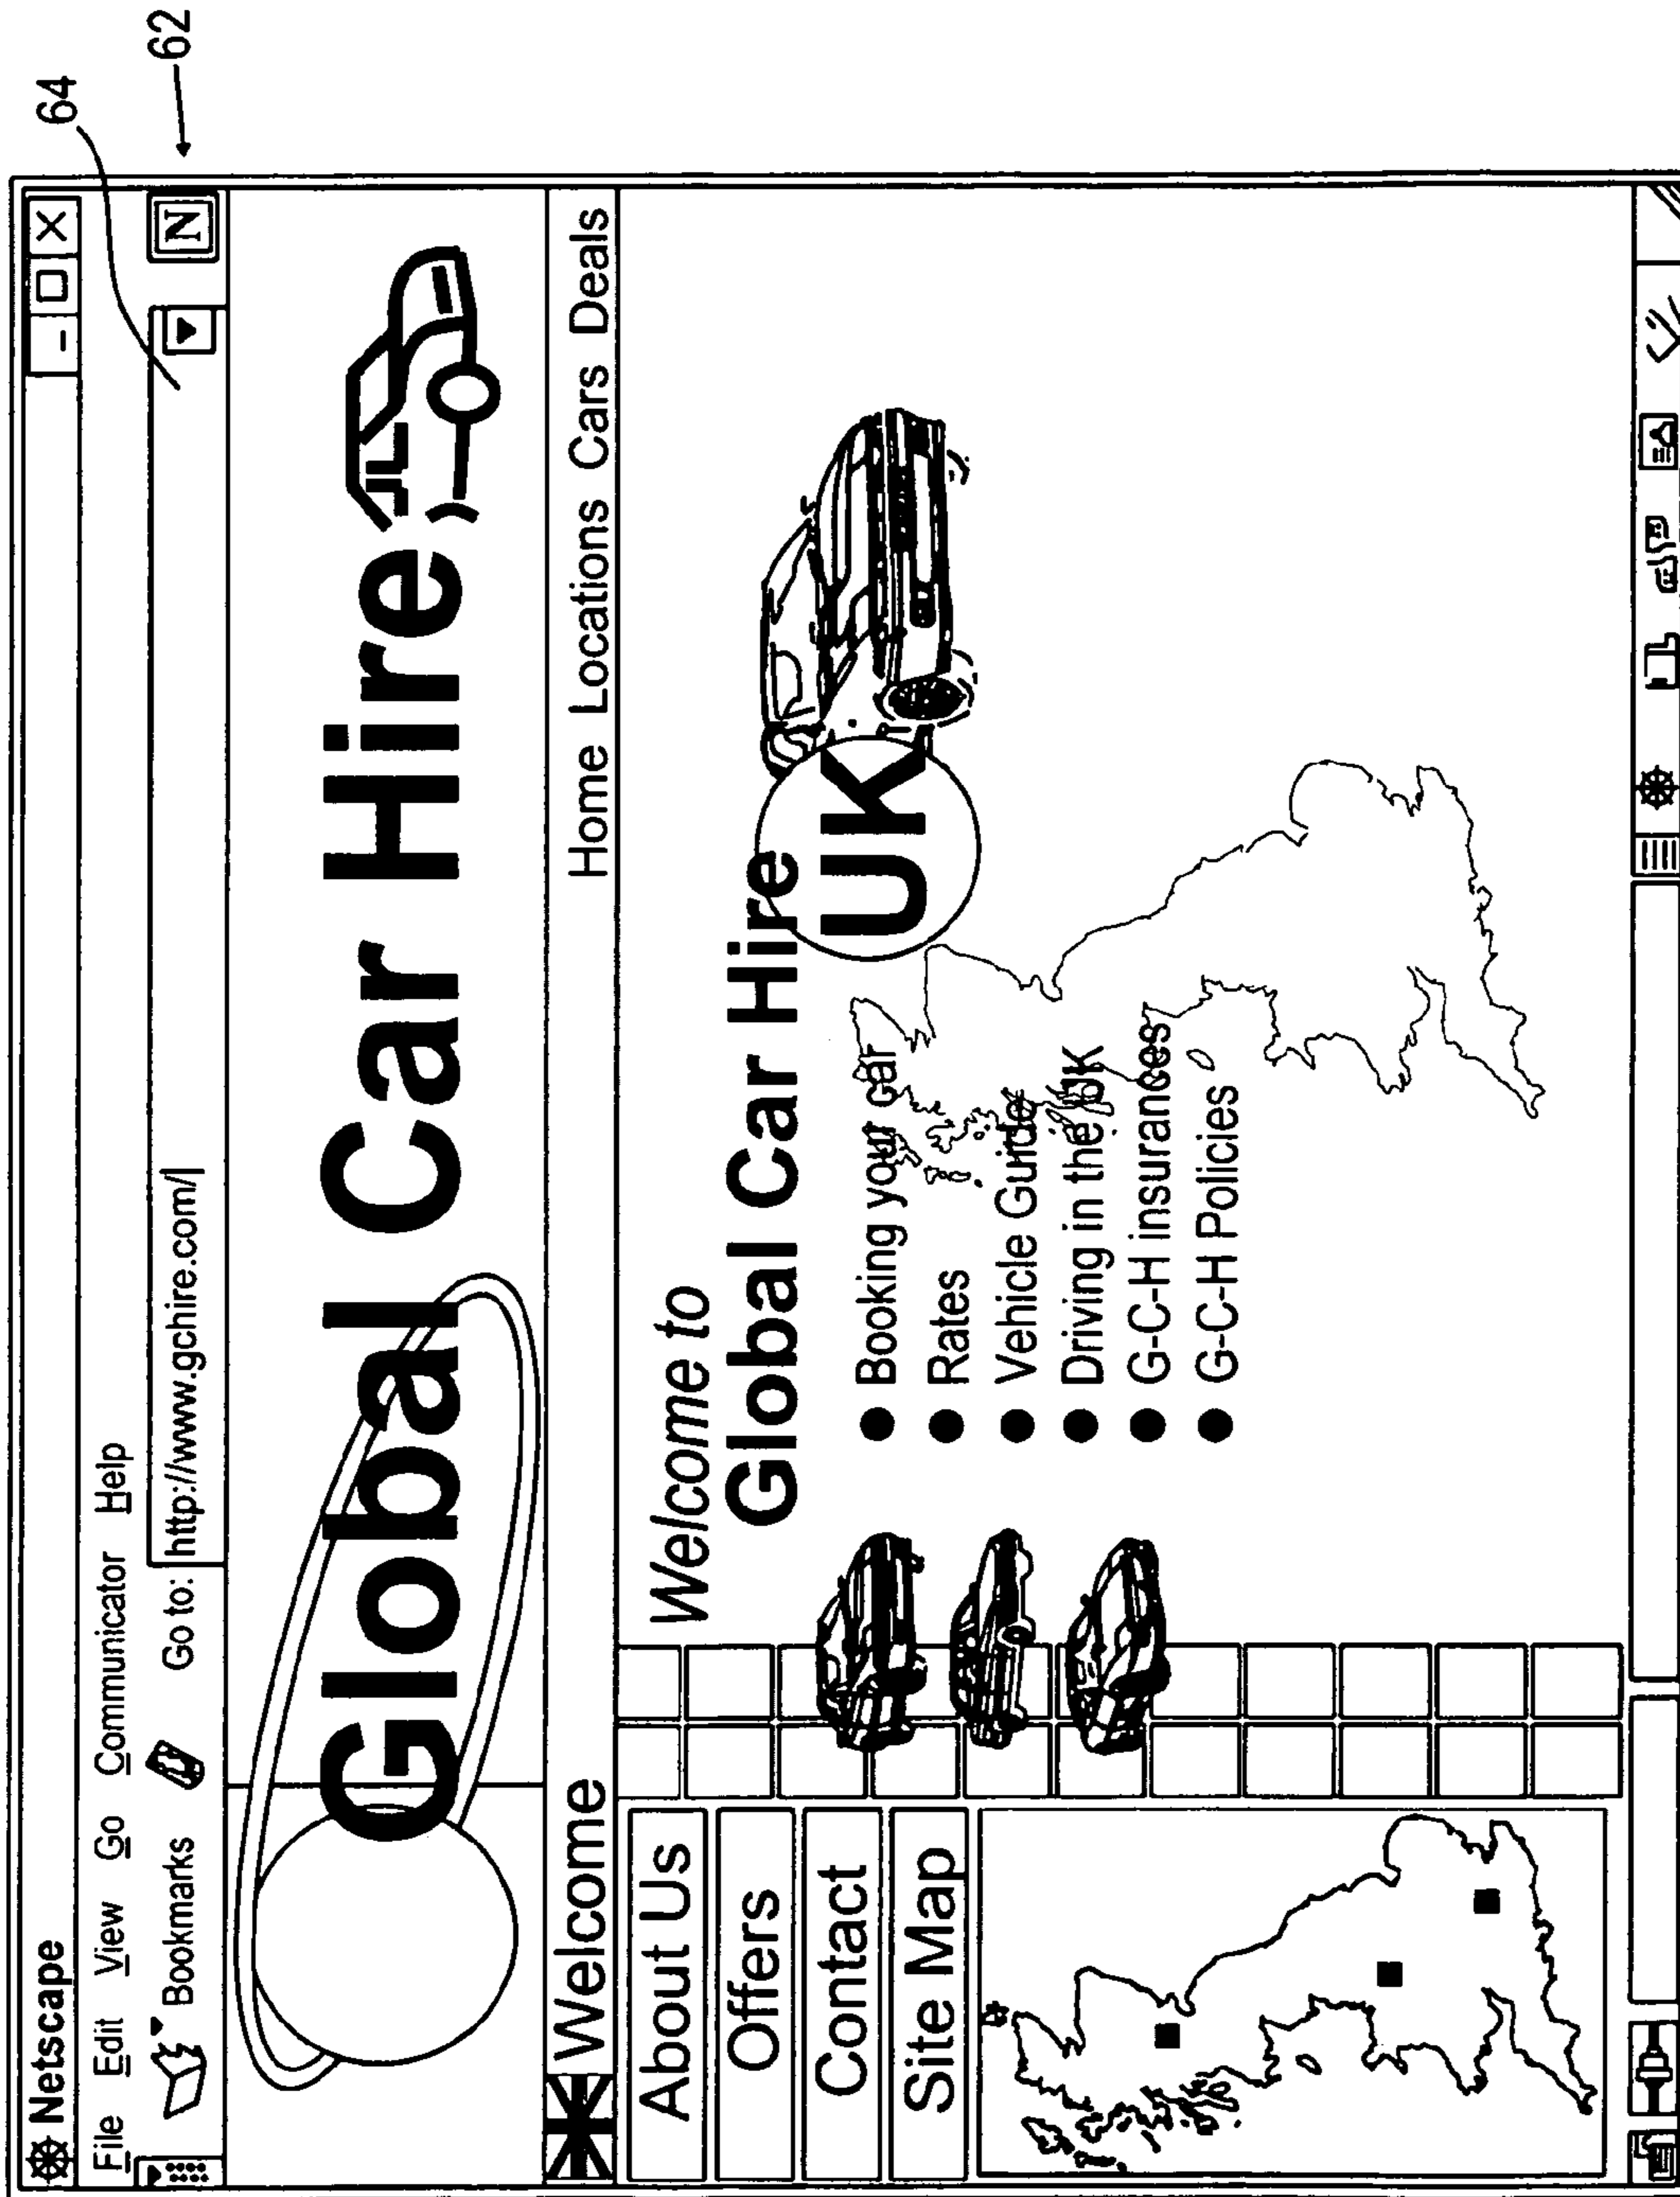 64
62
Netscape
File Edit View Go Communicator Help
Bookmarks Go to: http://www.gchire.com/
N
Global Car Hire
Welcome Home Locations Cars Deals
About Us
Offers
Contact
Site Map
Welcome to
Global Car Hire
UK
Booking your car
Rates
Vehicle Guide
Driving in the UK
G-C-H insurances
G-C-H Policies